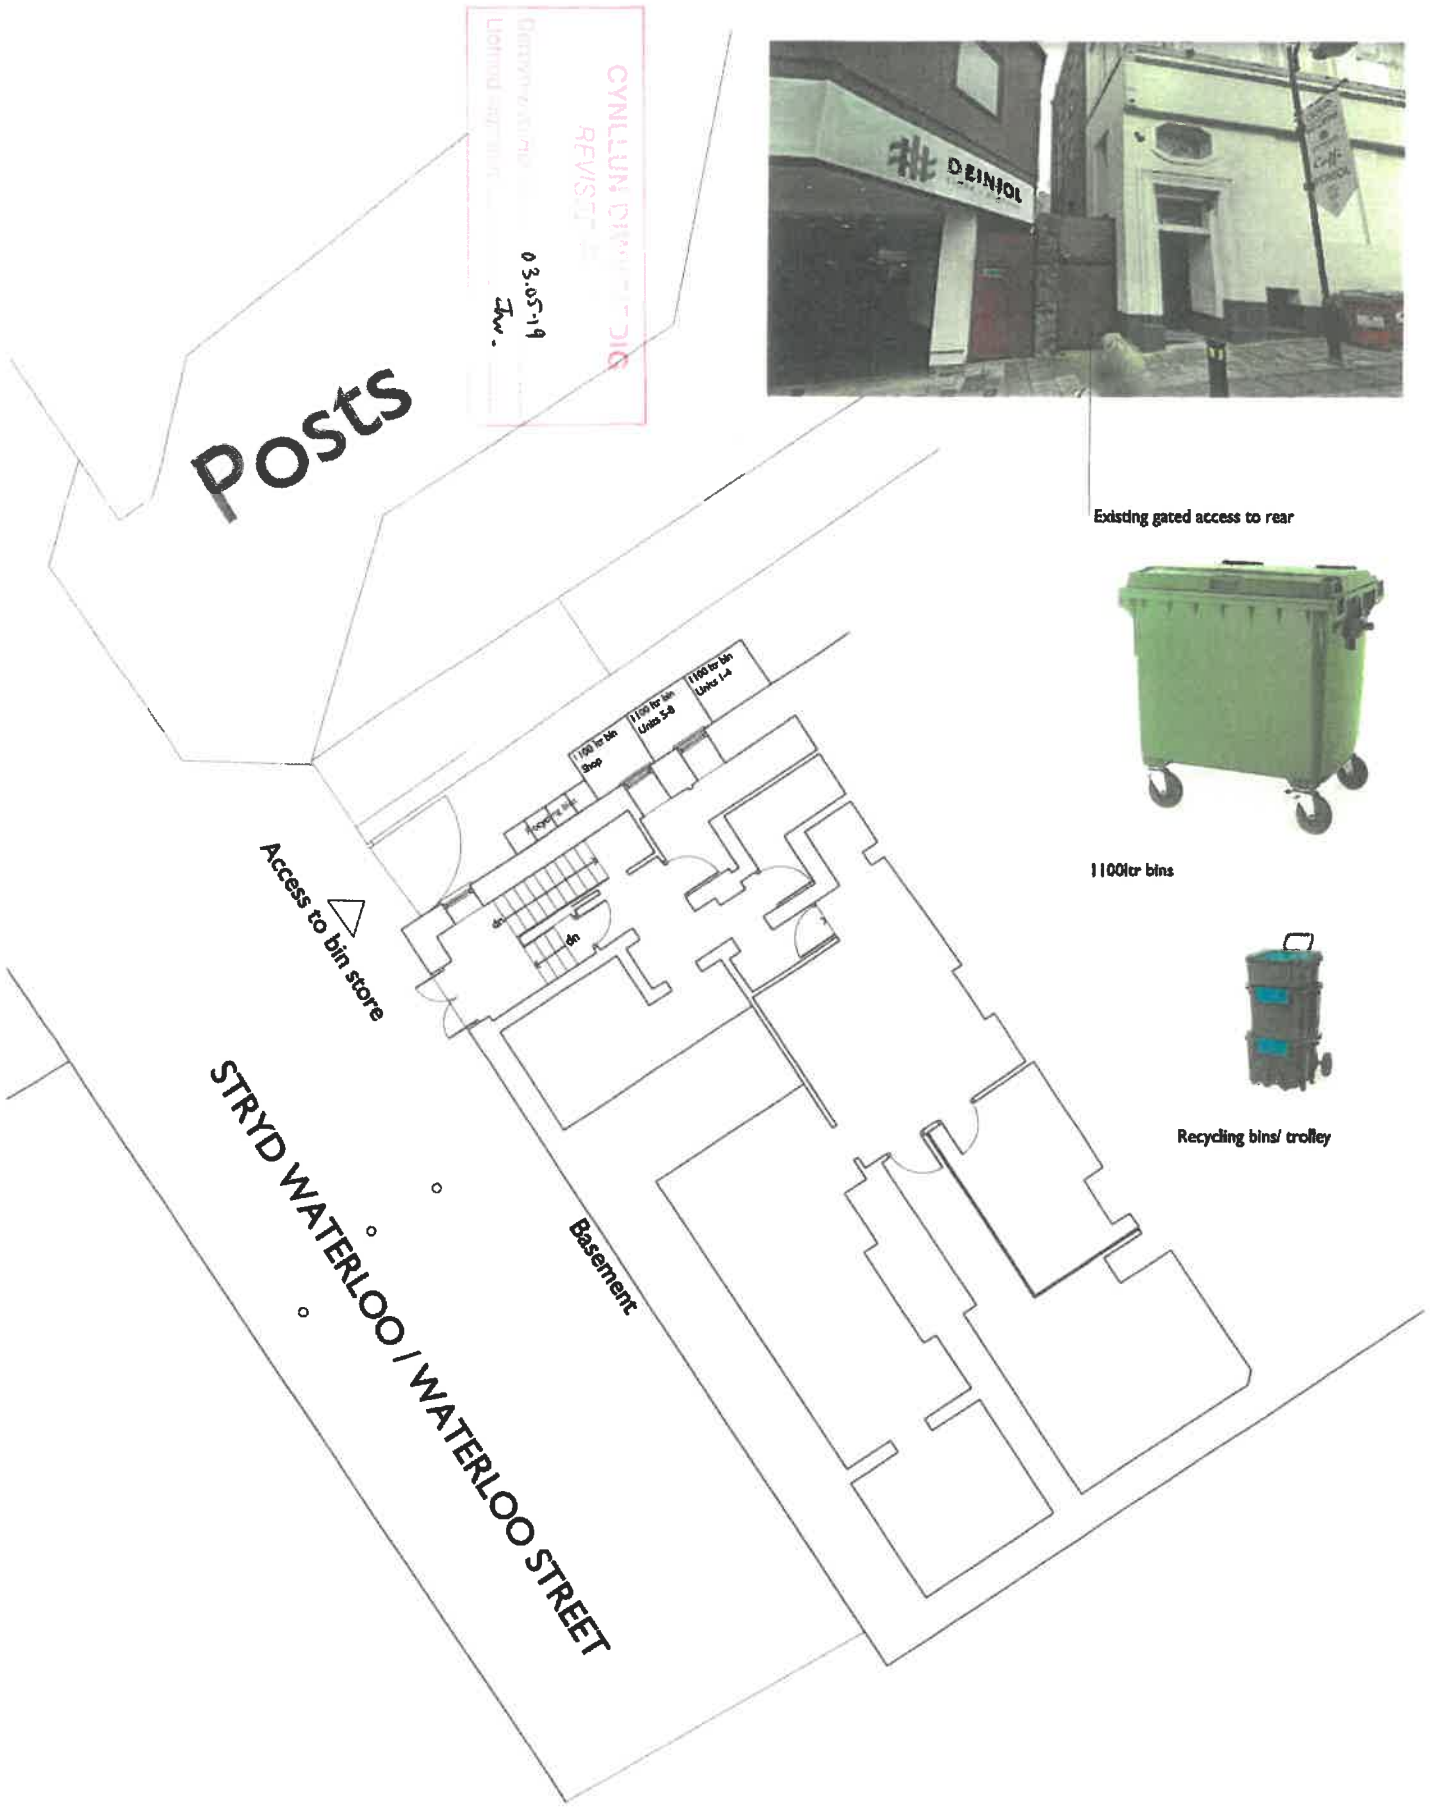 CYNLLUN DIWYGIEDIG
REVISED
03.05.19
DEINIOL
Existing gated access to rear
Posts
1100 ltr bin
Units 1-4
1100 ltr bin
Units 5-8
1100 ltr bin
Shop
1100ltr bins
Access to bin store
dn
dn
Recycling bins/ trolley
STRYD WATERLOO / WATERLOO STREET
Basement